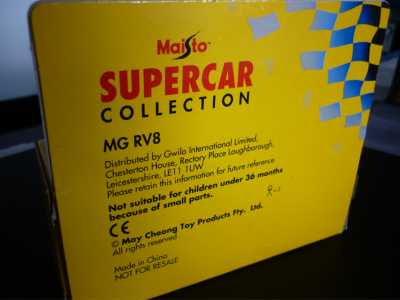 Maisto
SUPERCAR
COLLECTION
MG RV8
Distributed by Gwilo International Limited,
Chesterton House, Rectory Place Loughborough,
Leicestershire, LE11 1UW
Please retain this information for future reference
Not suitable for children under 36 months
because of small parts.
CE
© May Cheong Toy Products Fty. Ltd.
All rights reserved
Made in China
NOT FOR RESALE